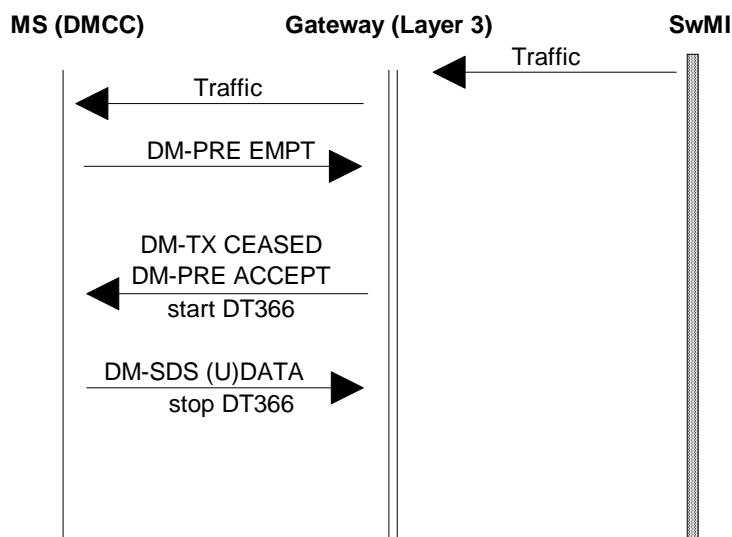 MS (DMCC) Gateway (Layer 3) SwMI
Traffic
Traffic
DM-PRE EMPT
DM-TX CEASED
DM-PRE ACCEPT
start DT366
DM-SDS (U)DATA
stop DT366